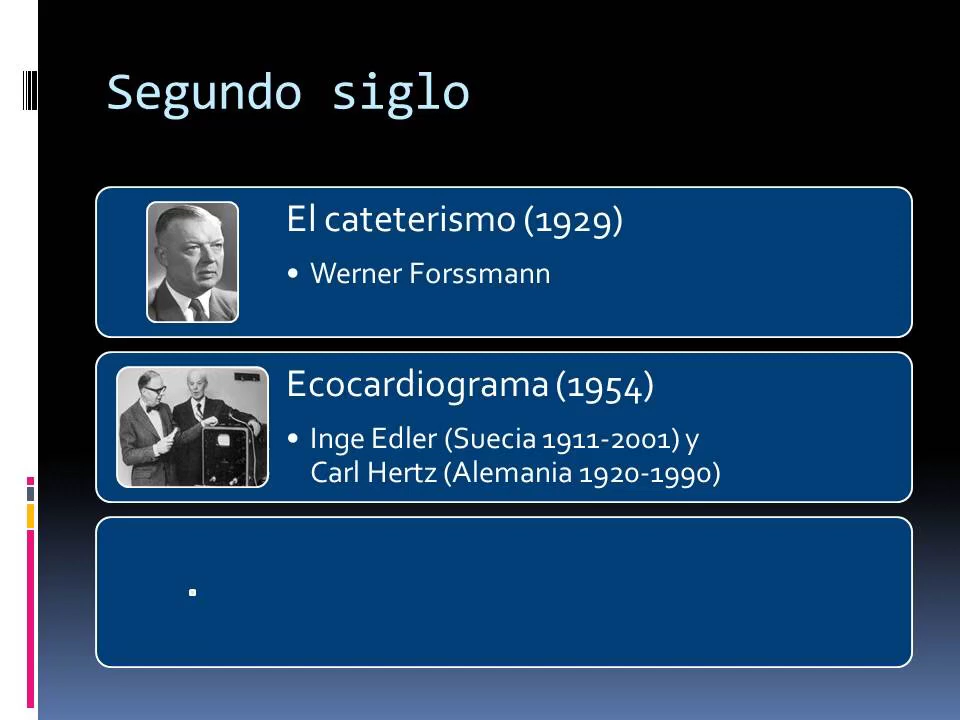 Segundo siglo
El cateterismo (1929)
• Werner Forssmann
Ecocardiograma (1954)
• Inge Edler (Suecia 1911-2001) y
Carl Hertz (Alemania 1920-1990)